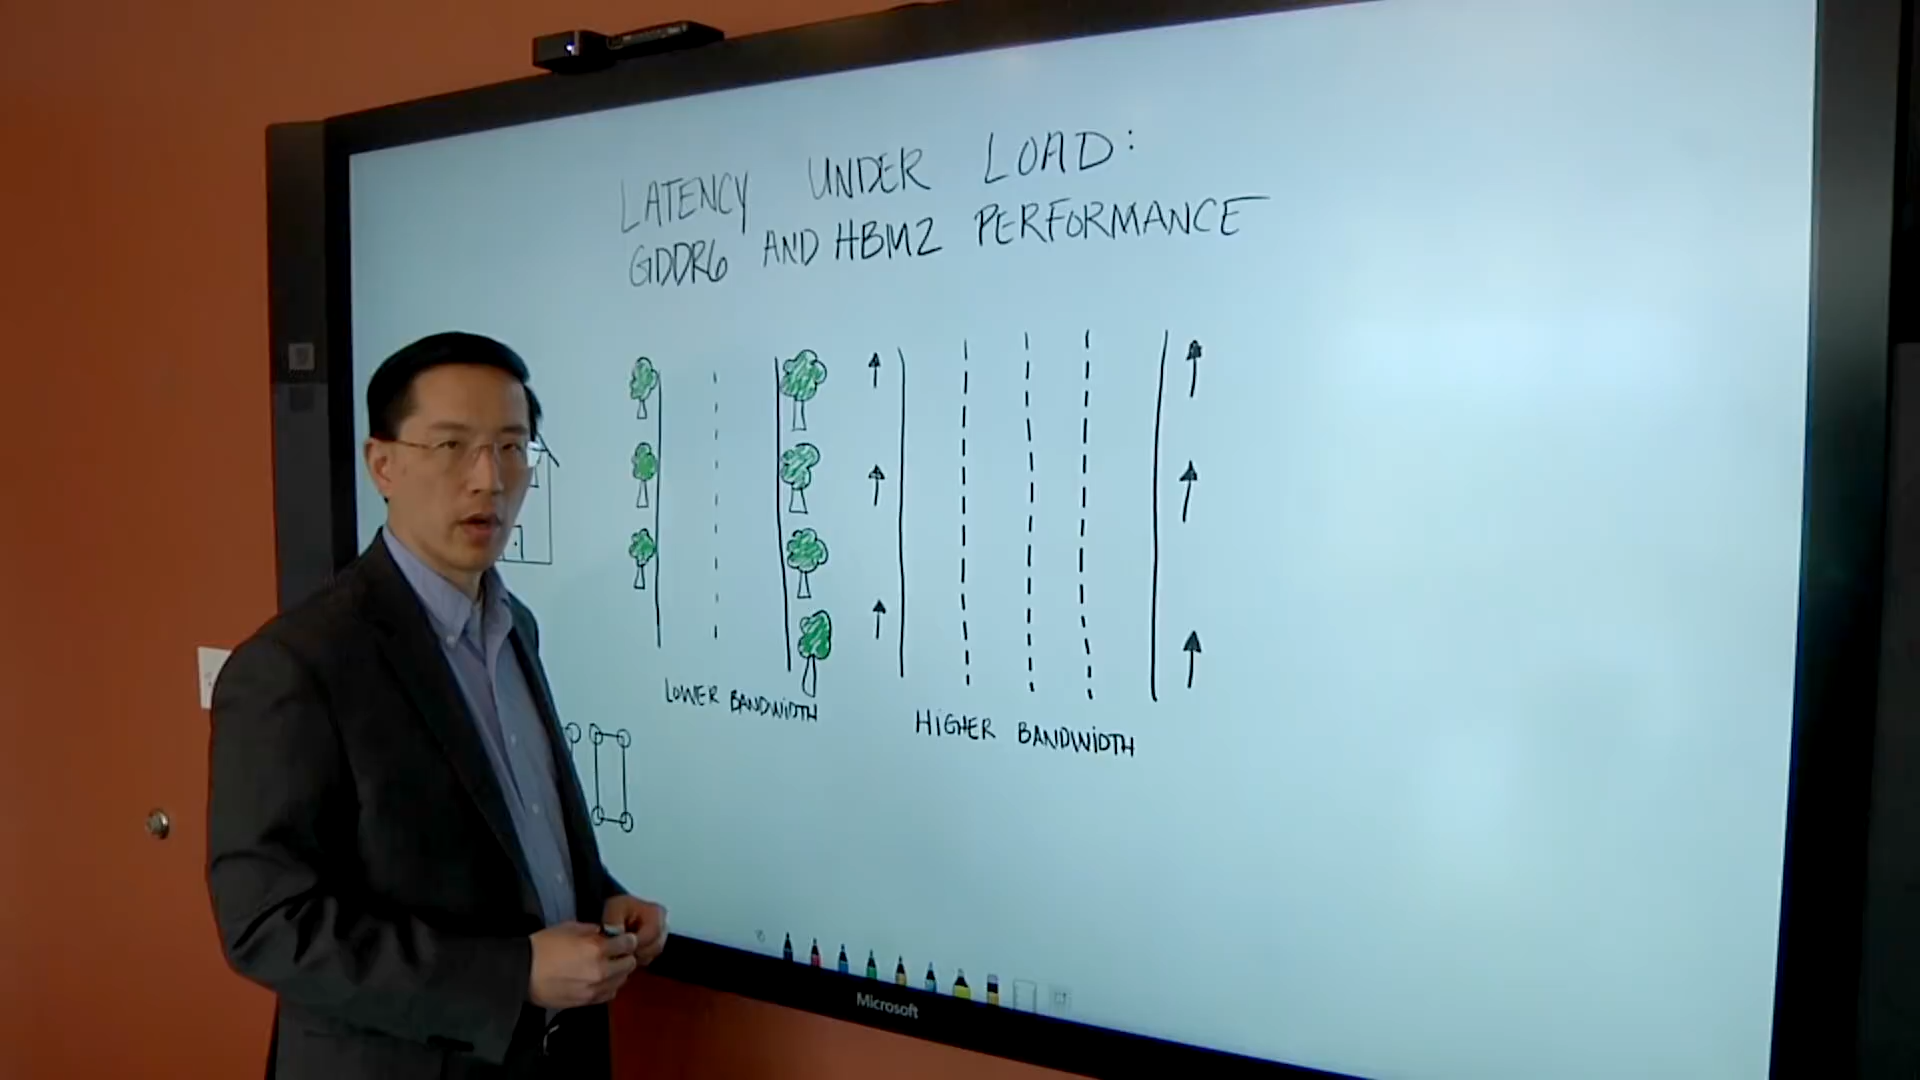 LATENCY UNDER LOAD:
GDDR6 AND HBM2 PERFORMANCE
LOWER BANDWIDTH
HIGHER BANDWIDTH
Microsoft